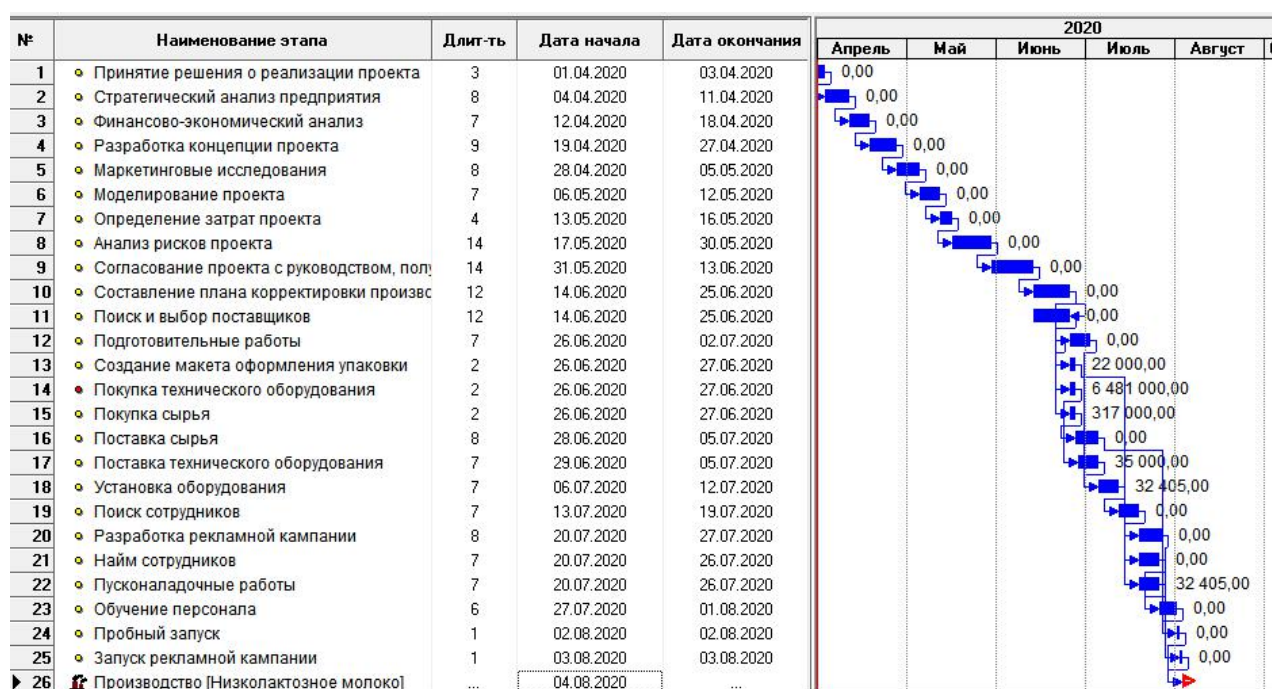 № Наименование этапа Длит-ть Дата начала Дата окончания
2020
Апрель Май Июнь Июль Август
1 Принятие решения о реализации проекта 3 01.04.2020 03.04.2020 0,00
2 Стратегический анализ предприятия 8 04.04.2020 11.04.2020 0,00
3 Финансово-экономический анализ 7 12.04.2020 18.04.2020 0,00
4 Разработка концепции проекта 9 19.04.2020 27.04.2020 0,00
5 Маркетинговые исследования 8 28.04.2020 05.05.2020 0,00
6 Моделирование проекта 7 06.05.2020 12.05.2020 0,00
7 Определение затрат проекта 4 13.05.2020 16.05.2020 0,00
8 Анализ рисков проекта 14 17.05.2020 30.05.2020 0,00
9 Согласование проекта с руководством, пол 14 31.05.2020 13.06.2020 0,00
10 Составление плана корректировки произвс 12 14.06.2020 25.06.2020 0,00
11 Поиск и выбор поставщиков 12 14.06.2020 25.06.2020 0,00
12 Подготовительные работы 7 26.06.2020 02.07.2020 0,00
13 Создание макета оформления упаковки 2 26.06.2020 27.06.2020 22 000,00
14 Покупка технического оборудования 2 26.06.2020 27.06.2020 6 481 000,00
15 Покупка сырья 2 26.06.2020 27.06.2020 317 000,00
16 Поставка сырья 8 28.06.2020 05.07.2020 0,00
17 Поставка технического оборудования 7 29.06.2020 05.07.2020 35 000,00
18 Установка оборудования 7 06.07.2020 12.07.2020 32 405,00
19 Поиск сотрудников 7 13.07.2020 19.07.2020 0,00
20 Разработка рекламной кампании 8 20.07.2020 27.07.2020 0,00
21 Найм сотрудников 7 20.07.2020 26.07.2020 0,00
22 Пусконаладочные работы 7 20.07.2020 26.07.2020 32 405,00
23 Обучение персонала 6 27.07.2020 01.08.2020 0,00
24 Пробный запуск 1 02.08.2020 02.08.2020 0,00
25 Запуск рекламной кампании 1 03.08.2020 03.08.2020 0,00
26 Производство [Низколактозное молоко] ... 04.08.2020 ...